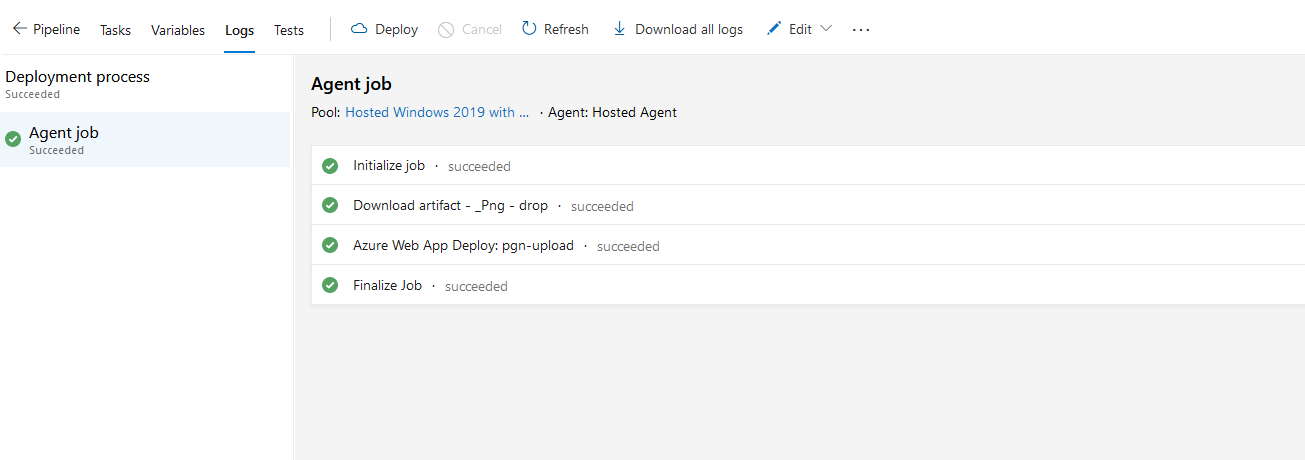 Pipeline Tasks Variables Logs Tests Deploy Cancel Refresh Download all logs Edit ...
Deployment process
Succeeded
Agent job
Succeeded
Agent job
Pool: Hosted Windows 2019 with ... · Agent: Hosted Agent
Initialize job · succeeded
Download artifact - _Png - drop · succeeded
Azure Web App Deploy: pgn-upload · succeeded
Finalize Job · succeeded